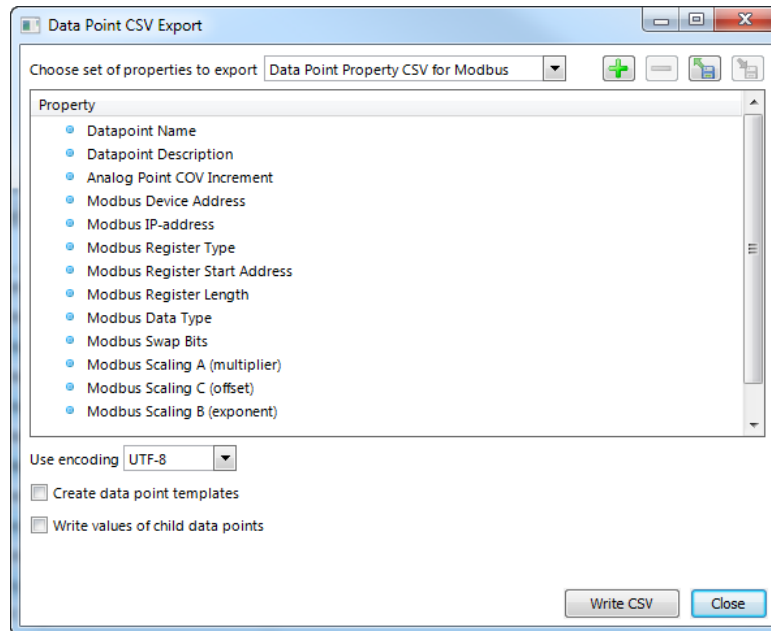 Data Point CSV Export
Choose set of properties to export Data Point Property CSV for Modbus
Property
Datapoint Name
Datapoint Description
Analog Point COV Increment
Modbus Device Address
Modbus IP-address
Modbus Register Type
Modbus Register Start Address
Modbus Register Length
Modbus Data Type
Modbus Swap Bits
Modbus Scaling A (multiplier)
Modbus Scaling C (offset)
Modbus Scaling B (exponent)
Use encoding UTF-8
Create data point templates
Write values of child data points
Write CSV Close